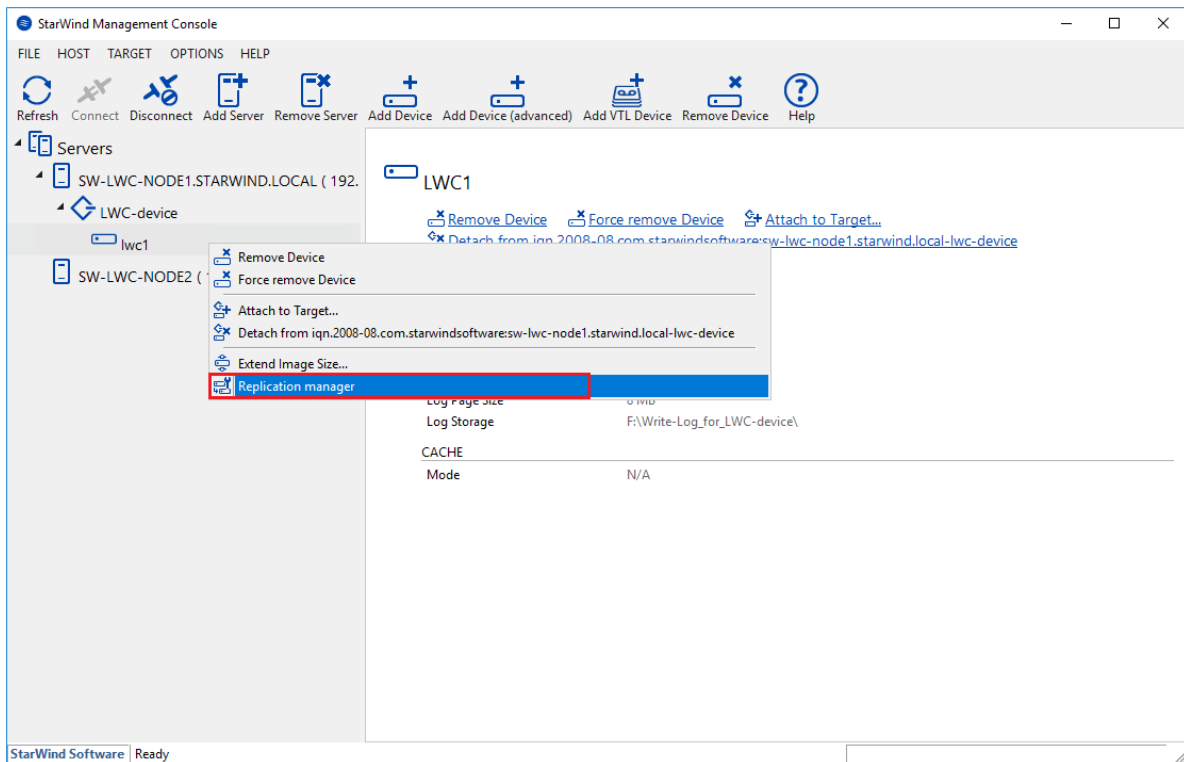 StarWind Management Console
FILE HOST TARGET OPTIONS HELP
Refresh Connect Disconnect Add Server Remove Server Add Device Add Device (advanced) Add VTL Device Remove Device Help
Servers
SW-LWC-NODE1.STARWIND.LOCAL ( 192.
LWC-device
lwc1
SW-LWC-NODE2 (
LWC1
Remove Device Force remove Device Attach to Target...
Detach from iqn.2008-08.com.starwindsoftware:sw-lwc-node1.starwind.local-lwc-device
Remove Device
Force remove Device
Attach to Target...
Detach from iqn.2008-08.com.starwindsoftware:sw-lwc-node1.starwind.local-lwc-device
Extend Image Size...
Replication manager
Log Page Size
Log Storage F:\Write-Log_for_LWC-device\
CACHE
Mode N/A
StarWind Software Ready